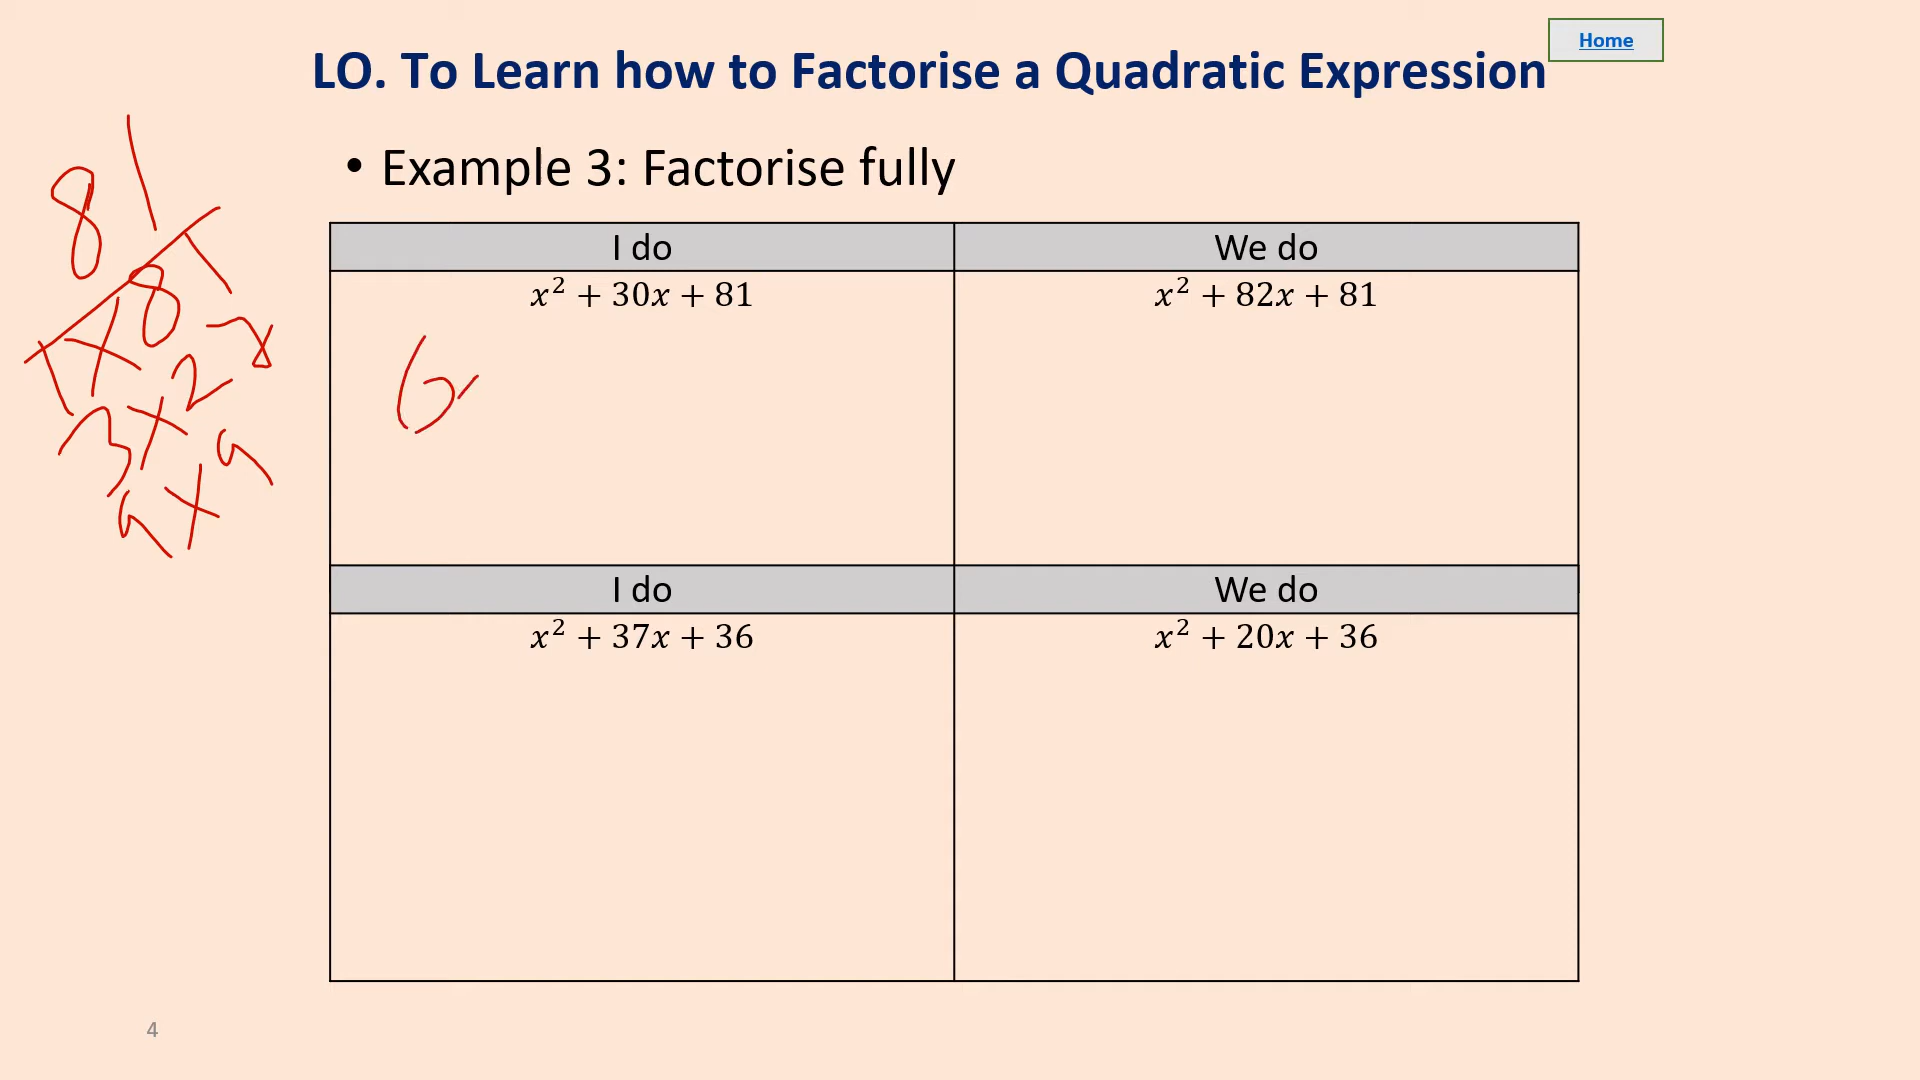 Home
LO. To Learn how to Factorise a Quadratic Expression
• Example 3: Factorise fully
81
1 × 81
3 × 27
9 × 9
I do
We do
x² + 30x + 81
x² + 82x + 81
I do
We do
x² + 37x + 36
x² + 20x + 36
4